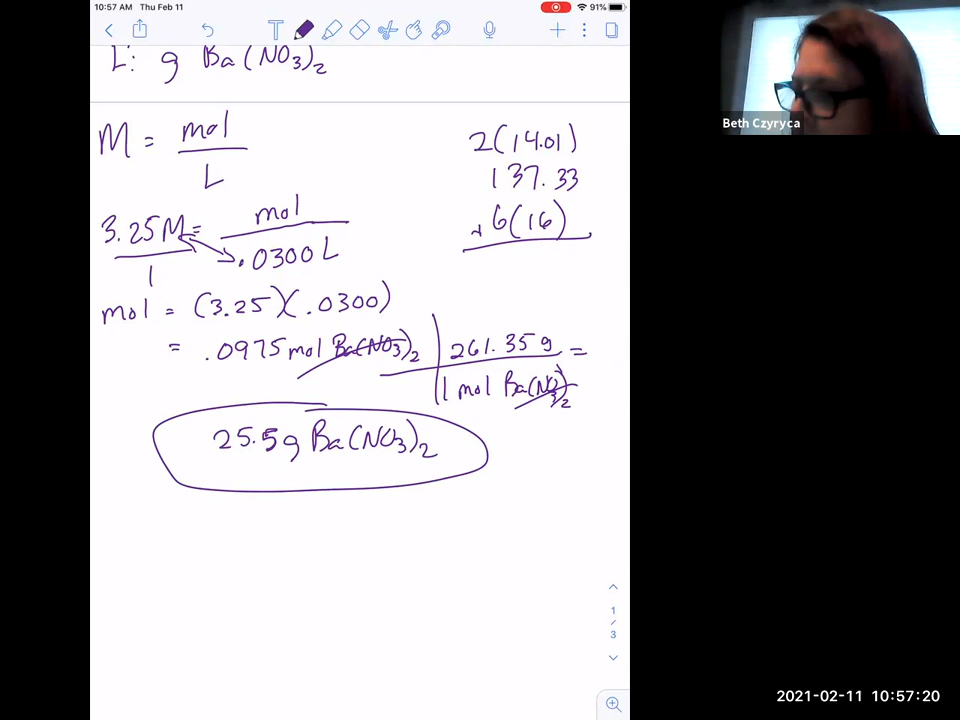 10:57 AM Thu Feb 11
91%
L: g Ba(NO3)2
M = mol / L
2(14.01)
137.33
+ 6(16)
3.25M / 1 = mol / .0300 L
mol = (3.25)(.0300)
= .0975 mol Ba(NO3)2 | 261.35 g / 1 mol Ba(NO3)2 =
25.5g Ba(NO3)2
Beth Czyryca
1 / 3
2021-02-11 10:57:20